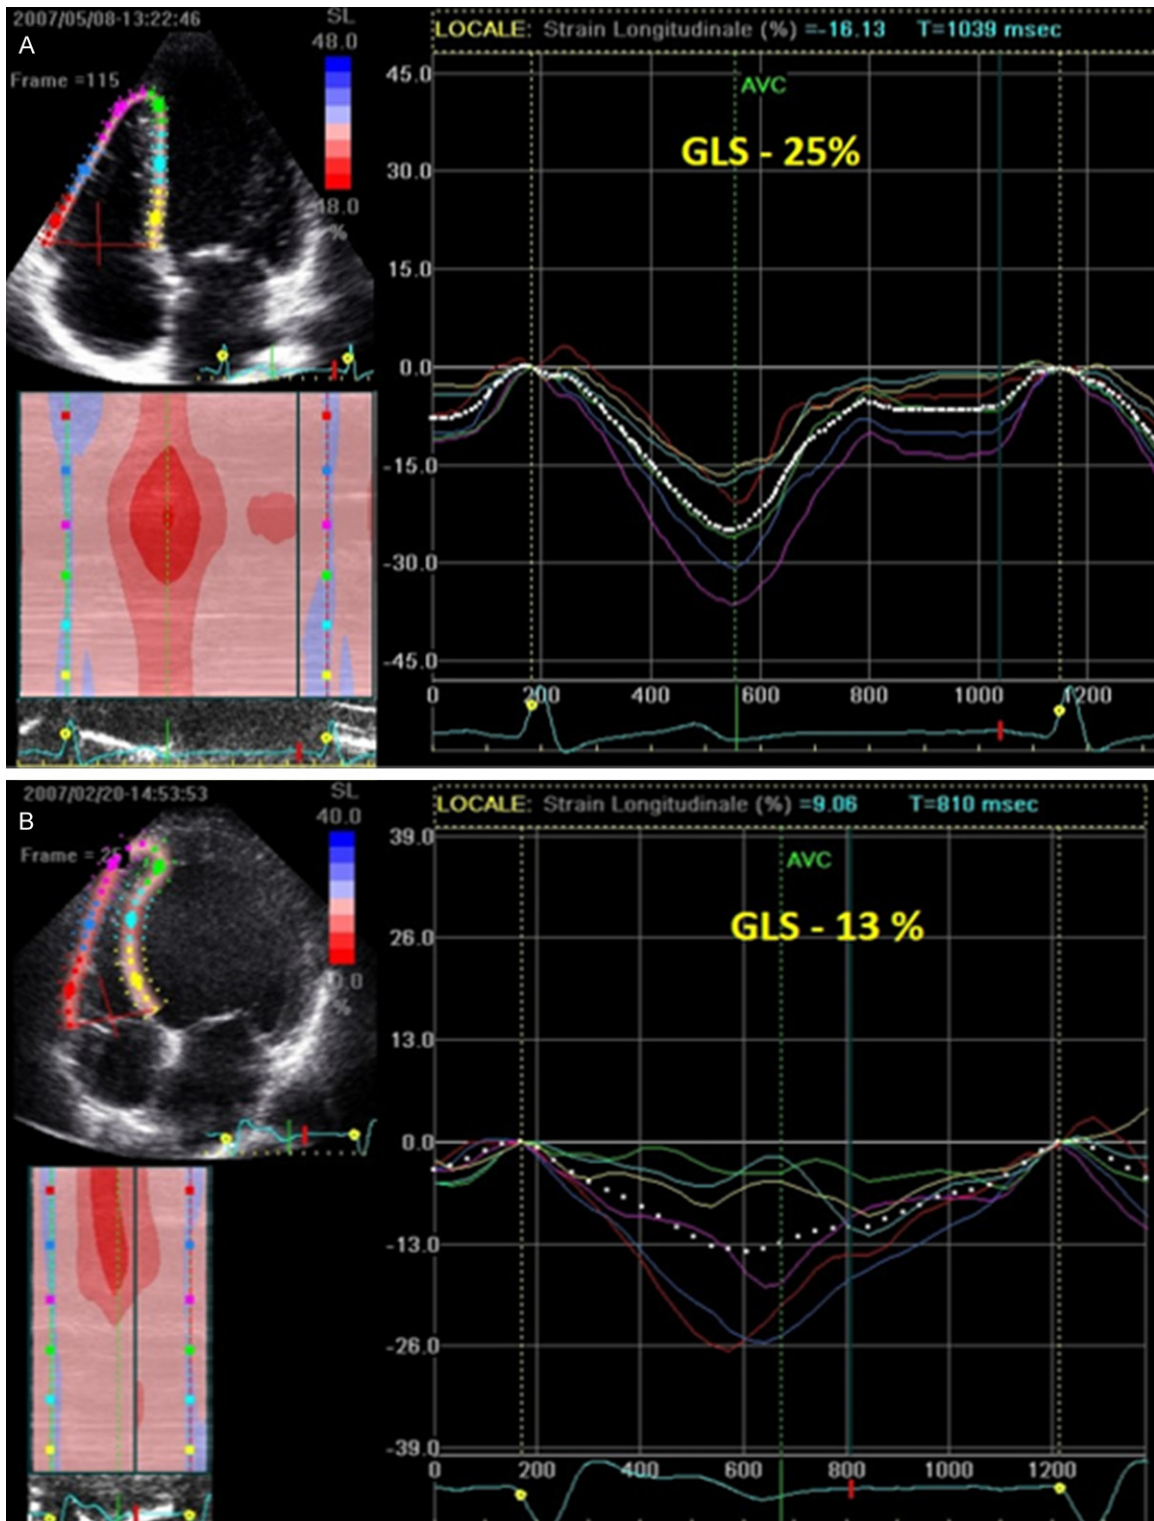 2007/05/08-13:22:46
SL
A
48.0
Frame =115
%
LOCALE: Strain Longitudinale (%) =-16.13 T=1039 msec
45.0
AVC
GLS - 25%
30.0
15.0
0.0
-15.0
-30.0
-45.0
0 200 400 600 800 1000 1200
2007/02/20-14:53:53
SL
B
40.0
Frame = 25
%
LOCALE: Strain Longitudinale (%) =9.06 T=810 msec
39.0
AVC
GLS - 13 %
26.0
13.0
0.0
-13.0
-26.0
-39.0
0 200 400 600 800 1000 1200